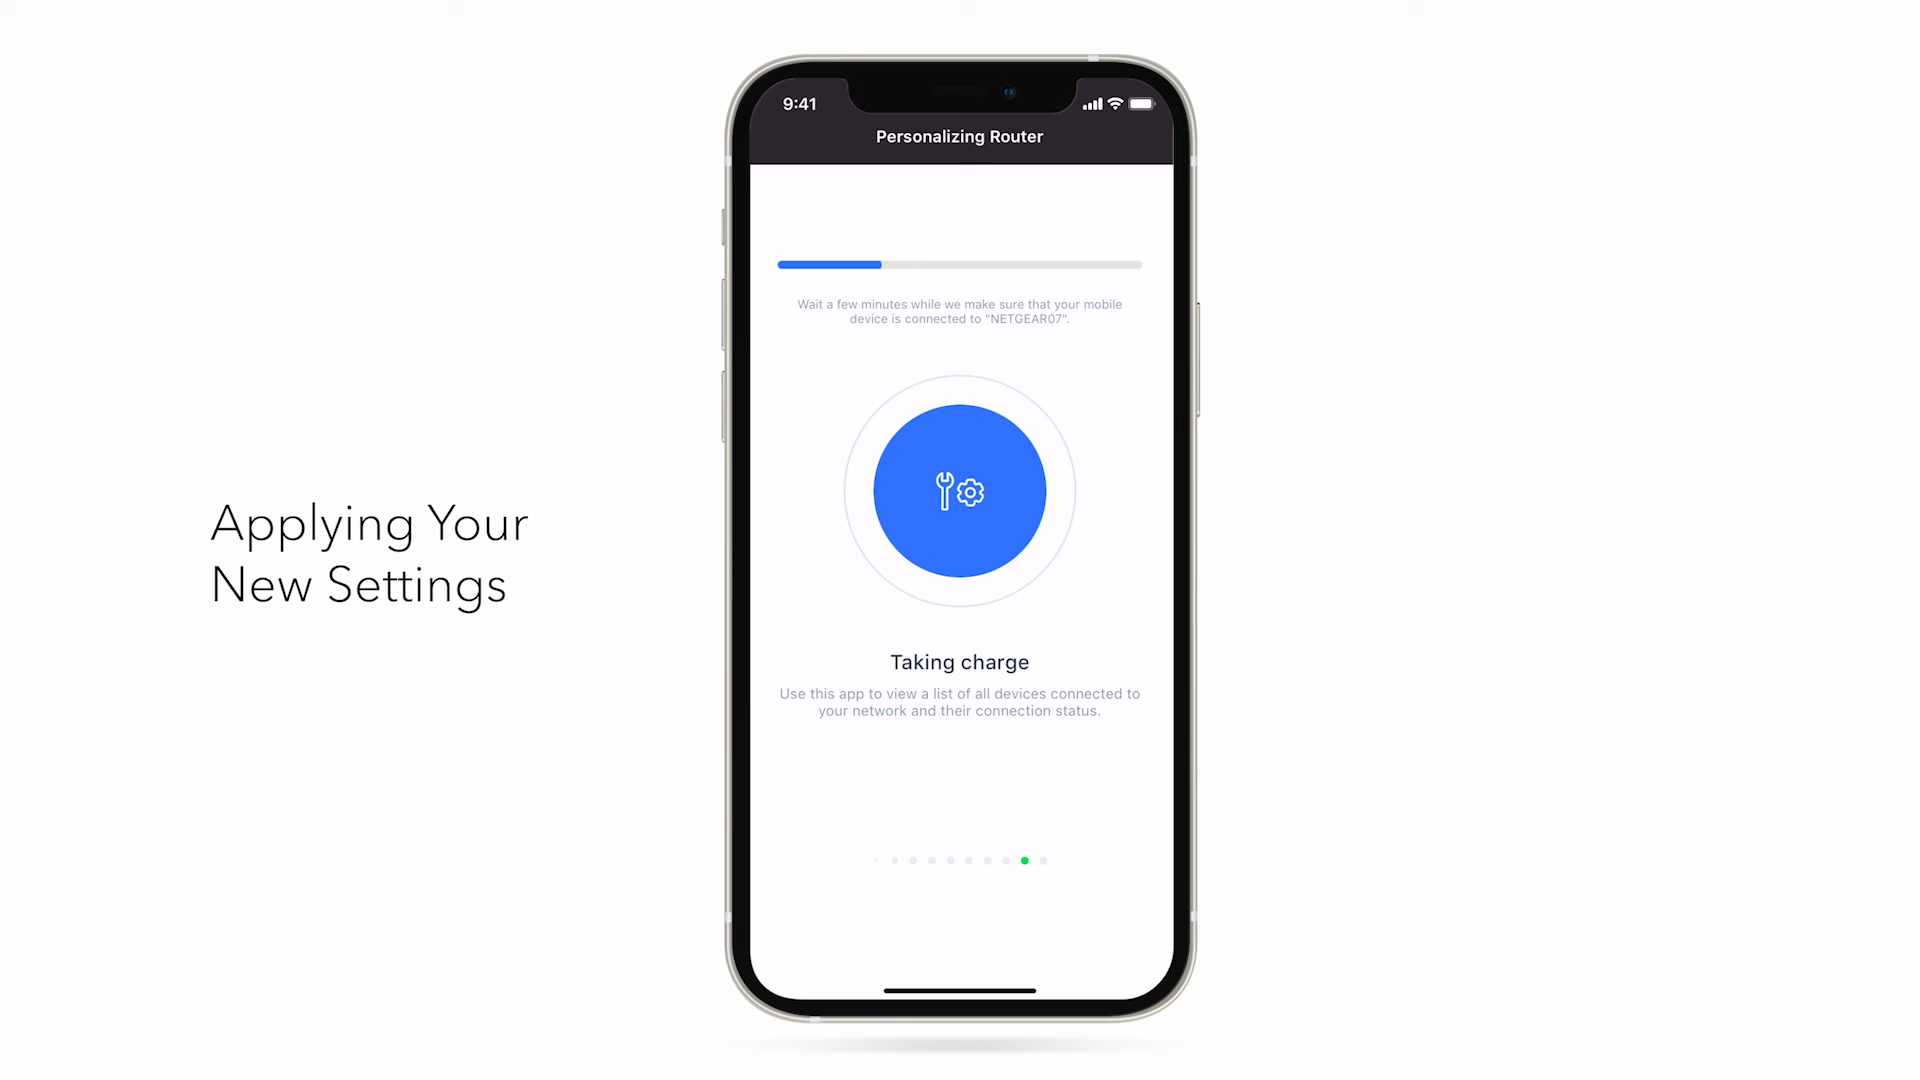 9:41
Personalizing Router
Wait a few minutes while we make sure that your mobile
device is connected to "NETGEAR07".
Applying Your
New Settings
Taking charge
Use this app to view a list of all devices connected to
your network and their connection status.